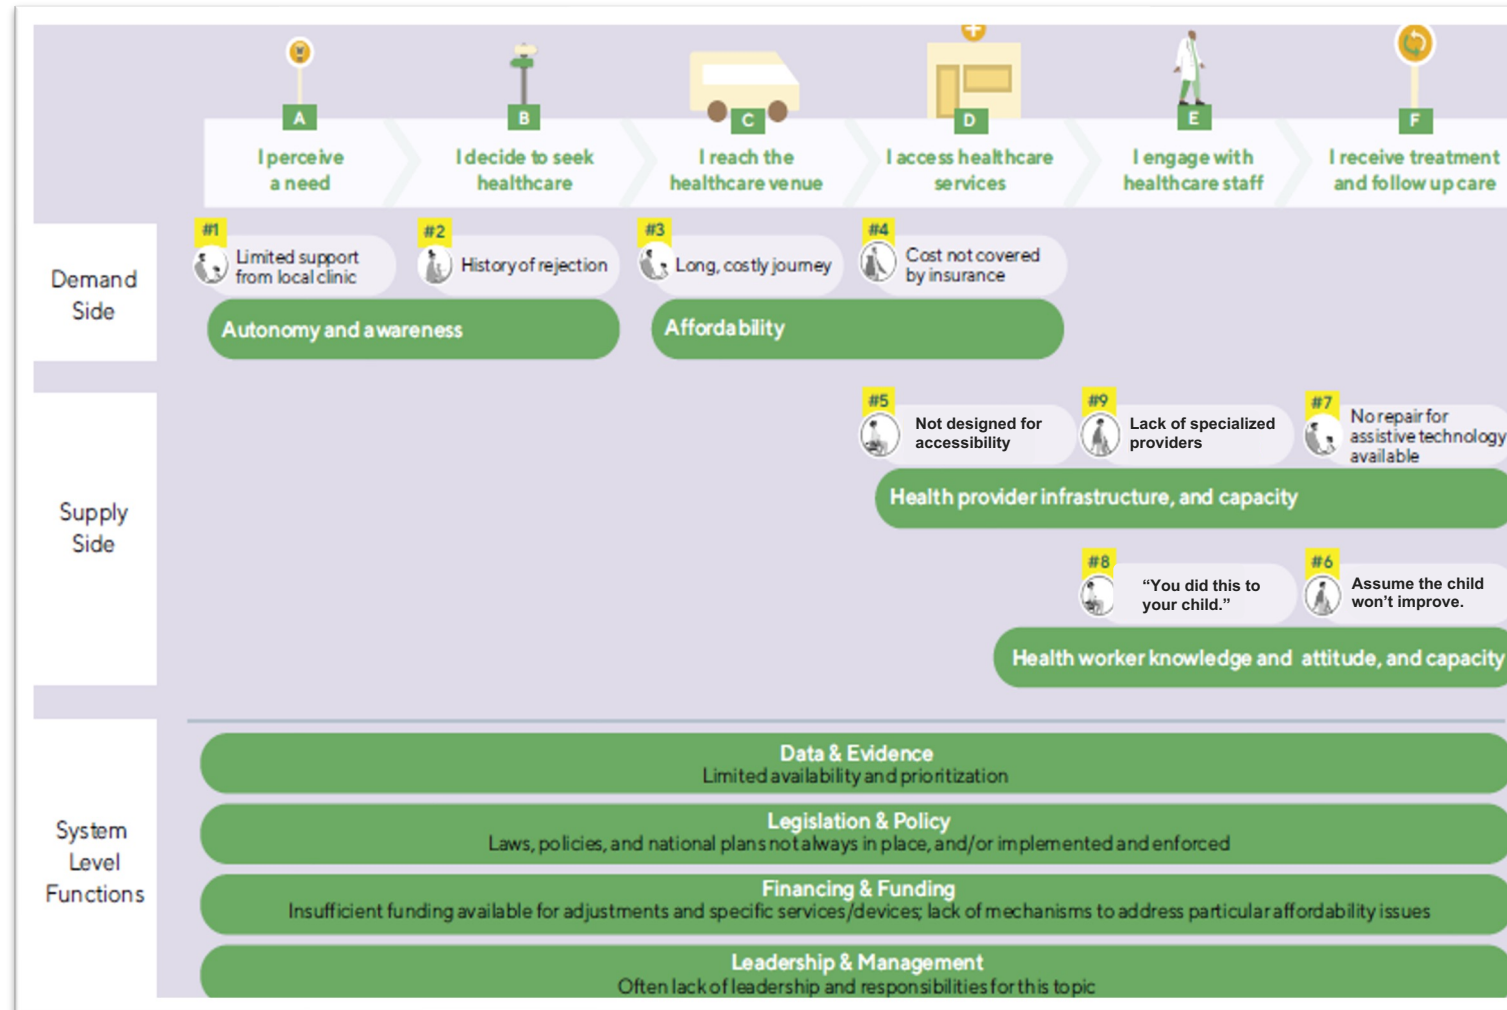 A
B
C
D
E
F
I perceive
a need
I decide to seek
healthcare
I reach the
healthcare venue
I access healthcare
services
I engage with
healthcare staff
I receive treatment
and follow up care
Demand
Side
#1
Limited support
from local clinic
#2
History of rejection
#3
Long, costly journey
#4
Cost not covered
by insurance
Autonomy and awareness
Affordability
Supply
Side
#5
Not designed for
accessibility
#9
Lack of specialized
providers
#7
No repair for
assistive technology
available
Health provider infrastructure, and capacity
#8
“You did this to
your child.”
#6
Assume the child
won’t improve.
Health worker knowledge and attitude, and capacity
System
Level
Functions
Data & Evidence
Limited availability and prioritization
Legislation & Policy
Laws, policies, and national plans not always in place, and/or implemented and enforced
Financing & Funding
Insufficient funding available for adjustments and specific services/devices; lack of mechanisms to address particular affordability issues
Leadership & Management
Often lack of leadership and responsibilities for this topic